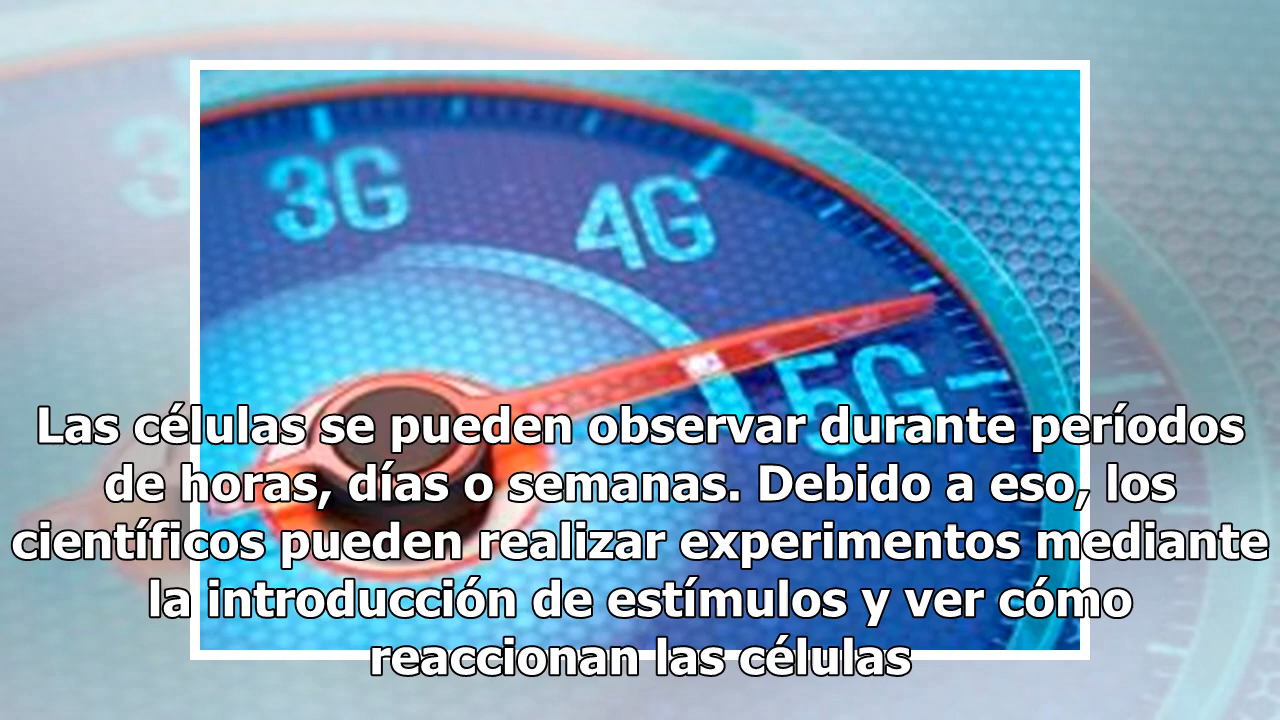 3G
4G
5G
Las células se pueden observar durante períodos
de horas, días o semanas. Debido a eso, los
científicos pueden realizar experimentos mediante
la introducción de estímulos y ver cómo
reaccionan las células